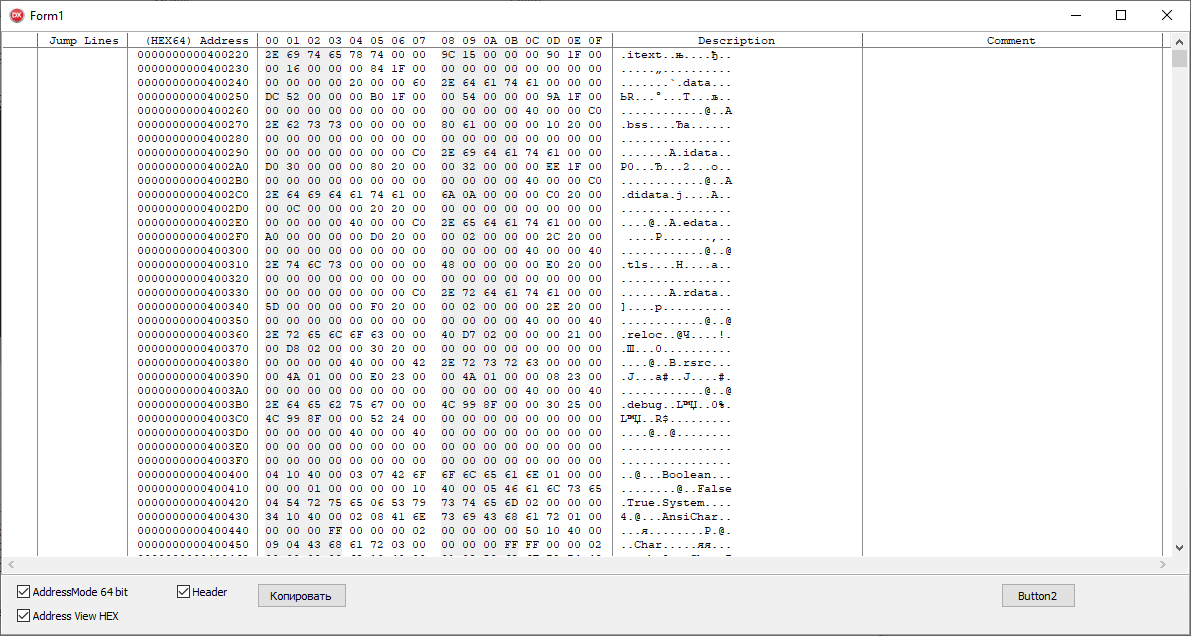 Form1
Jump Lines (HEX64) Address 00 01 02 03 04 05 06 07 08 09 0A 0B 0C 0D 0E 0F Description Comment
0000000000400220 2E 69 74 65 78 74 00 00 9C 15 00 00 00 90 1F 00 .itext..њ....ђ..
0000000000400230 00 16 00 00 00 84 1F 00 00 00 00 00 00 00 00 00 .....„..........
0000000000400240 00 00 00 00 20 00 00 60 2E 64 61 74 61 00 00 00 .... ..`.data...
0000000000400250 DC 52 00 00 00 B0 1F 00 00 54 00 00 00 9A 1F 00 ЬR...°...T...љ..
0000000000400260 00 00 00 00 00 00 00 00 00 00 00 00 40 00 00 C0 ............@..А
0000000000400270 2E 62 73 73 00 00 00 00 80 61 00 00 00 10 20 00 .bss....Ђa......
0000000000400280 00 00 00 00 00 00 00 00 00 00 00 00 00 00 00 00 ................
0000000000400290 00 00 00 00 00 00 00 C0 2E 69 64 61 74 61 00 00 .......А.idata..
00000000004002A0 D0 30 00 00 00 80 20 00 00 32 00 00 00 EE 1F 00 Р0...Ђ...2...о..
00000000004002B0 00 00 00 00 00 00 00 00 00 00 00 00 40 00 00 C0 ............@..А
00000000004002C0 2E 64 69 64 61 74 61 00 6A 0A 00 00 00 C0 20 00 .didata.j....А..
00000000004002D0 00 0C 00 00 00 20 20 00 00 00 00 00 00 00 00 00 ................
00000000004002E0 00 00 00 00 40 00 00 C0 2E 65 64 61 74 61 00 00 ....@..А.edata..
00000000004002F0 A0 00 00 00 00 D0 20 00 00 02 00 00 00 2C 20 00 ....Р.......,..
0000000000400300 00 00 00 00 00 00 00 00 00 00 00 00 40 00 00 40 ............@..@
0000000000400310 2E 74 6C 73 00 00 00 00 48 00 00 00 00 E0 20 00 .tls....H....а..
0000000000400320 00 00 00 00 00 00 00 00 00 00 00 00 00 00 00 00 ................
0000000000400330 00 00 00 00 00 00 00 C0 2E 72 64 61 74 61 00 00 .......А.rdata..
0000000000400340 5D 00 00 00 00 F0 20 00 00 02 00 00 00 2E 20 00 ]....р..........
0000000000400350 00 00 00 00 00 00 00 00 00 00 00 00 40 00 00 40 ............@..@
0000000000400360 2E 72 65 6C 6F 63 00 00 40 D7 02 00 00 00 21 00 .reloc..@Ч....!.
0000000000400370 00 D8 02 00 00 30 20 00 00 00 00 00 00 00 00 00 .Ш...0..........
0000000000400380 00 00 00 00 40 00 00 42 2E 72 73 72 63 00 00 00 ....@..B.rsrc...
0000000000400390 00 4A 01 00 00 E0 23 00 00 4A 01 00 00 08 23 00 .J...а#..J....#.
00000000004003A0 00 00 00 00 00 00 00 00 00 00 00 00 40 00 00 40 ............@..@
00000000004003B0 2E 64 65 62 75 67 00 00 4C 99 8F 00 00 30 25 00 .debug..L™Џ..0%.
00000000004003C0 4C 99 8F 00 00 52 24 00 00 00 00 00 00 00 00 00 L™Џ..R$.........
00000000004003D0 00 00 00 00 40 00 00 40 00 00 00 00 00 00 00 00 ....@..@........
00000000004003E0 00 00 00 00 00 00 00 00 00 00 00 00 00 00 00 00 ................
00000000004003F0 00 00 00 00 00 00 00 00 00 00 00 00 00 00 00 00 ................
0000000000400400 04 10 40 00 03 07 42 6F 6F 6C 65 61 6E 01 00 00 ..@...Boolean...
0000000000400410 00 00 01 00 00 00 00 10 40 00 05 46 61 6C 73 65 ........@..False
0000000000400420 04 54 72 75 65 06 53 79 73 74 65 6D 02 00 00 00 .True.System....
0000000000400430 34 10 40 00 02 08 41 6E 73 69 43 68 61 72 01 00 4.@...AnsiChar..
0000000000400440 00 00 00 FF 00 00 00 02 00 00 00 00 50 10 40 00 ...я........P.@.
0000000000400450 09 04 43 68 61 72 03 00 00 00 00 FF FF 00 00 02 ..Char.....яя...
AddressMode 64 bit Header Копировать Button2
Address View HEX